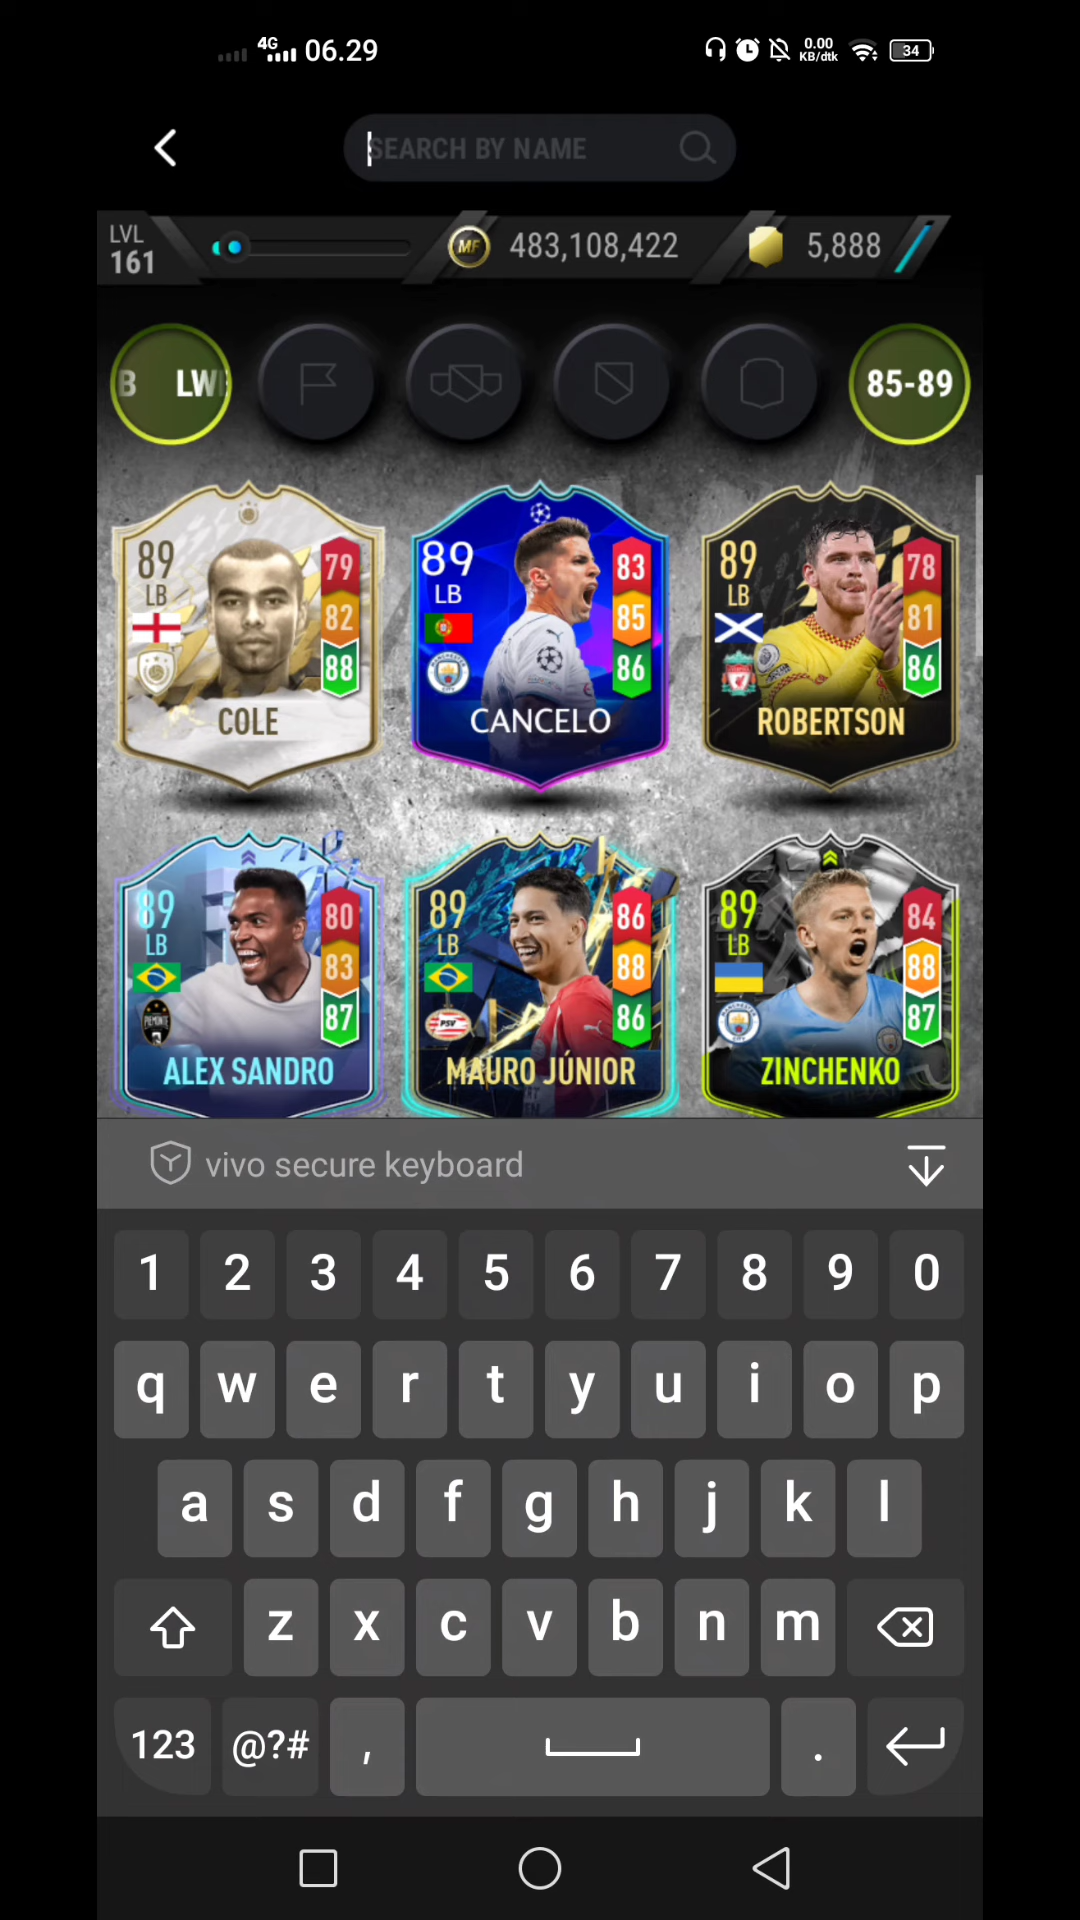 4G 06.29 0.00 KB/dtk 34
SEARCH BY NAME
LVL
161
MF 483,108,422 5,888
B LW 85-89
89 LB 79 82 88 COLE
89 LB 83 85 86 CANCELO
89 LB 78 81 86 ROBERTSON
89 LB 80 83 87 PIEMONTE ALEX SANDRO
89 LB 86 88 86 PSV MAURO JÚNIOR
89 LB 84 88 87 ZINCHENKO
vivo secure keyboard
1 2 3 4 5 6 7 8 9 0
q w e r t y u i o p
a s d f g h j k l
z x c v b n m
123 @?# , .